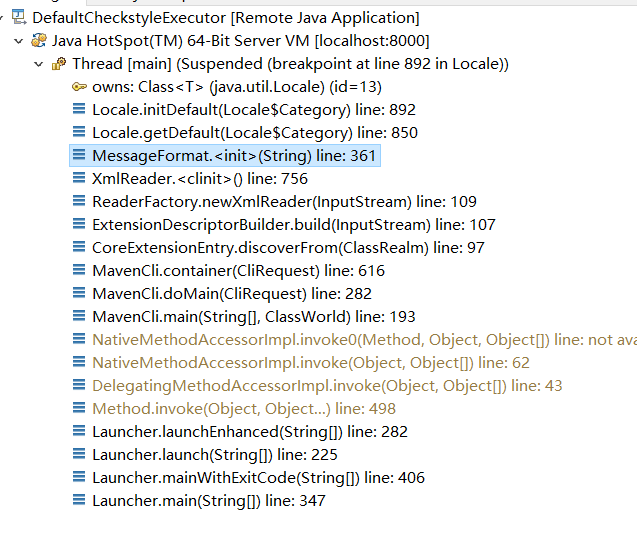 DefaultCheckstyleExecutor [Remote Java Application]
Java HotSpot(TM) 64-Bit Server VM [localhost:8000]
Thread [main] (Suspended (breakpoint at line 892 in Locale))
owns: Class<T> (java.util.Locale) (id=13)
Locale.initDefault(Locale$Category) line: 892
Locale.getDefault(Locale$Category) line: 850
MessageFormat.<init>(String) line: 361
XmlReader.<clinit>() line: 756
ReaderFactory.newXmlReader(InputStream) line: 109
ExtensionDescriptorBuilder.build(InputStream) line: 107
CoreExtensionEntry.discoverFrom(ClassRealm) line: 97
MavenCli.container(CliRequest) line: 616
MavenCli.doMain(CliRequest) line: 282
MavenCli.main(String[], ClassWorld) line: 193
NativeMethodAccessorImpl.invoke0(Method, Object, Object[]) line: not ava
NativeMethodAccessorImpl.invoke(Object, Object[]) line: 62
DelegatingMethodAccessorImpl.invoke(Object, Object[]) line: 43
Method.invoke(Object, Object...) line: 498
Launcher.launchEnhanced(String[]) line: 282
Launcher.launch(String[]) line: 225
Launcher.mainWithExitCode(String[]) line: 406
Launcher.main(String[]) line: 347